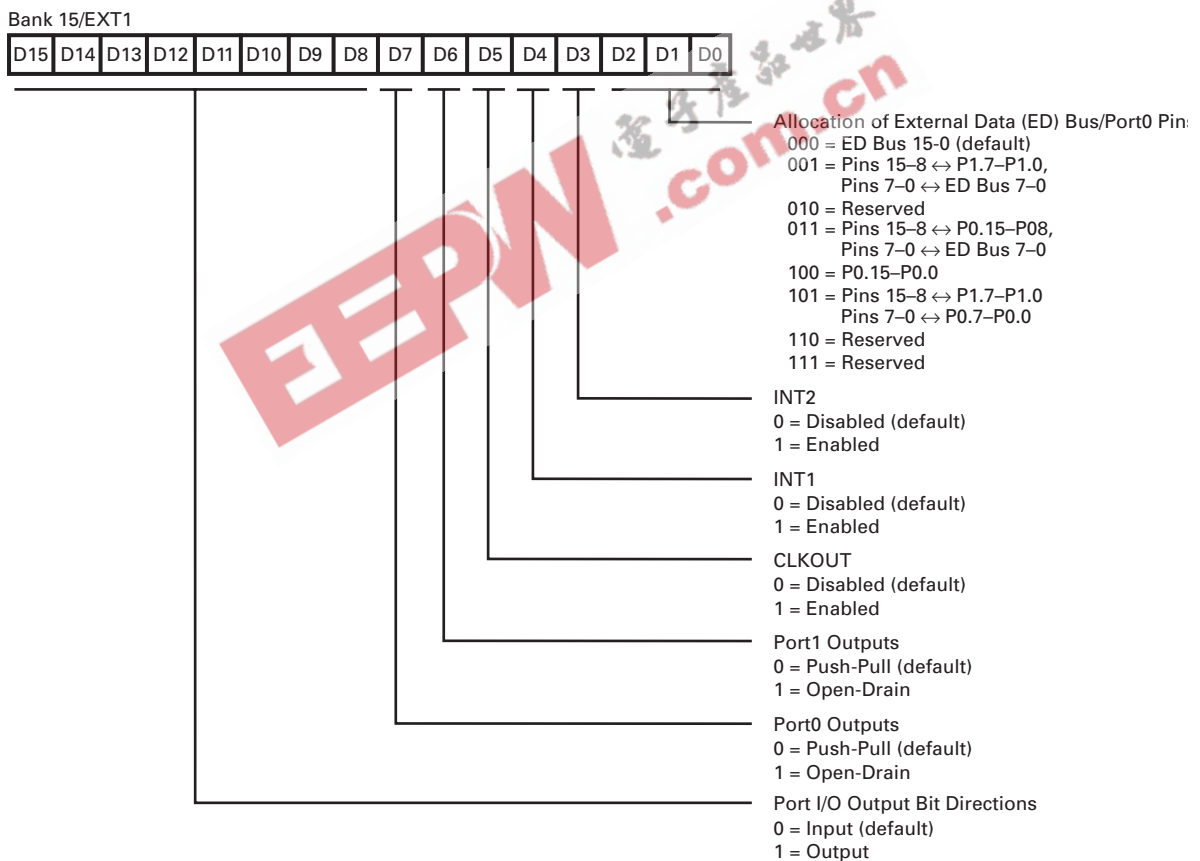 Bank 15/EXT1
D15 D14 D13 D12 D11 D10 D9 D8 D7 D6 D5 D4 D3 D2 D1 D0
Allocation of External Data (ED) Bus/Port0 Pins
000 = ED Bus 15-0 (default)
001 = Pins 15–8 ↔ P1.7–P1.0,
Pins 7–0 ↔ ED Bus 7–0
010 = Reserved
011 = Pins 15–8 ↔ P0.15–P08,
Pins 7–0 ↔ ED Bus 7–0
100 = P0.15–P0.0
101 = Pins 15–8 ↔ P1.7–P1.0
Pins 7–0 ↔ P0.7–P0.0
110 = Reserved
111 = Reserved
INT2
0 = Disabled (default)
1 = Enabled
INT1
0 = Disabled (default)
1 = Enabled
CLKOUT
0 = Disabled (default)
1 = Enabled
Port1 Outputs
0 = Push-Pull (default)
1 = Open-Drain
Port0 Outputs
0 = Push-Pull (default)
1 = Open-Drain
Port I/O Output Bit Directions
0 = Input (default)
1 = Output
EEPW .com.cn
電子產品世界